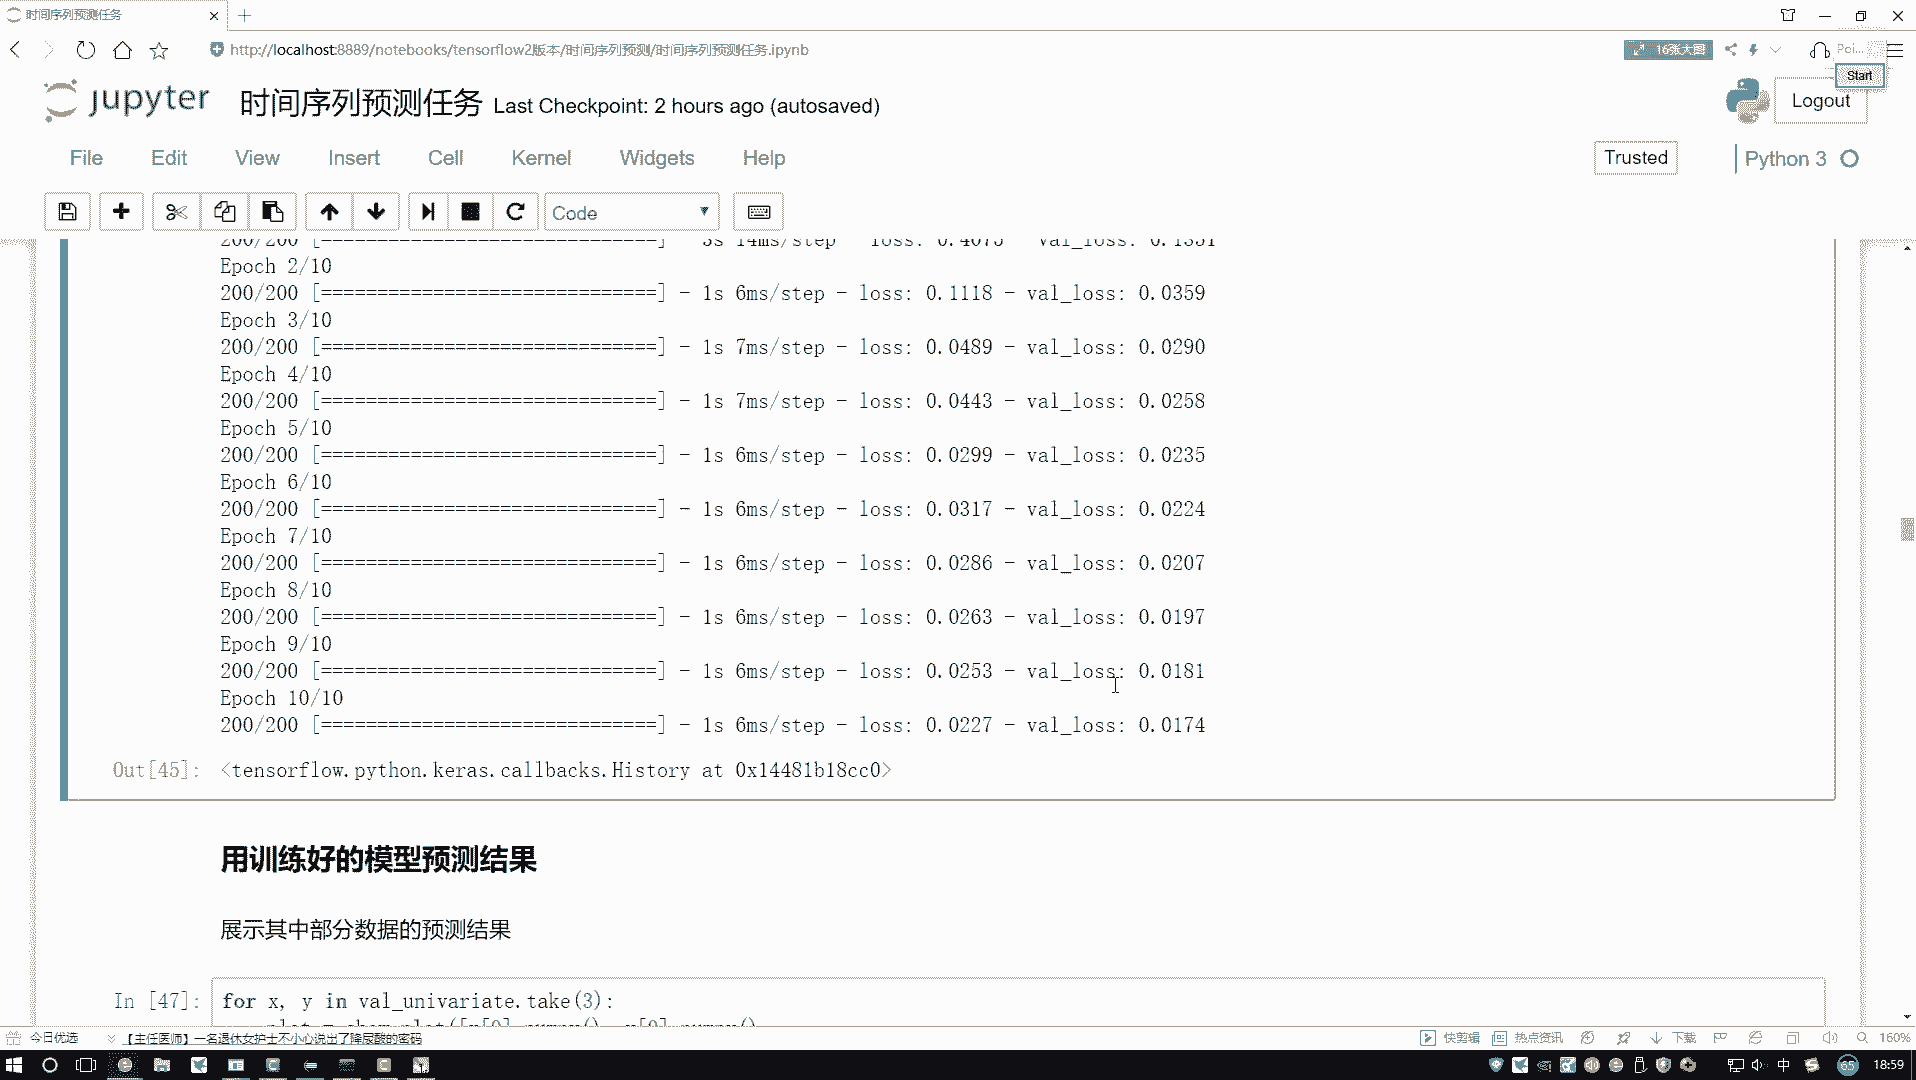 时间序列预测任务
http://localhost:8889/notebooks/tensorflow2版本/时间序列预测/时间序列预测任务.ipynb
16张大图
Poi...
Start
jupyter 时间序列预测任务 Last Checkpoint: 2 hours ago (autosaved)
Logout
File Edit View Insert Cell Kernel Widgets Help
Trusted
Python 3
Code
200/200 [==============================] - 3s 14ms/step - loss: 0.4075 - val_loss: 0.1351
Epoch 2/10
200/200 [==============================] - 1s 6ms/step - loss: 0.1118 - val_loss: 0.0359
Epoch 3/10
200/200 [==============================] - 1s 7ms/step - loss: 0.0489 - val_loss: 0.0290
Epoch 4/10
200/200 [==============================] - 1s 7ms/step - loss: 0.0443 - val_loss: 0.0258
Epoch 5/10
200/200 [==============================] - 1s 6ms/step - loss: 0.0299 - val_loss: 0.0235
Epoch 6/10
200/200 [==============================] - 1s 6ms/step - loss: 0.0317 - val_loss: 0.0224
Epoch 7/10
200/200 [==============================] - 1s 6ms/step - loss: 0.0286 - val_loss: 0.0207
Epoch 8/10
200/200 [==============================] - 1s 6ms/step - loss: 0.0263 - val_loss: 0.0197
Epoch 9/10
200/200 [==============================] - 1s 6ms/step - loss: 0.0253 - val_loss: 0.0181
Epoch 10/10
200/200 [==============================] - 1s 6ms/step - loss: 0.0227 - val_loss: 0.0174
Out[45]: <tensorflow.python.keras.callbacks.History at 0x14481b18cc0>
用训练好的模型预测结果
展示其中部分数据的预测结果
In [47]: for x, y in val_univariate.take(3):
今日优选
【主任医师】一名退休女护士不小心说出了降尿酸的密码
快剪辑
热点资讯
下载
160%
中
65
18:59